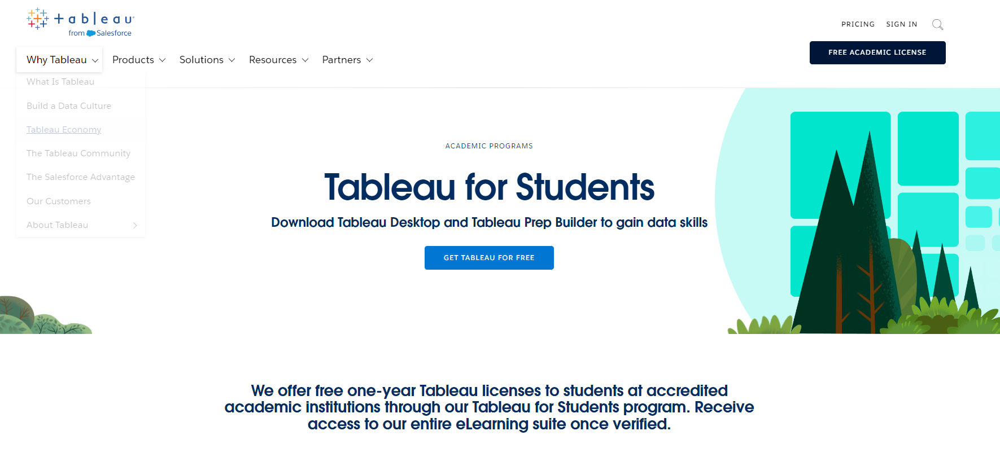 tableau
from Salesforce
PRICING SIGN IN
FREE ACADEMIC LICENSE
Why Tableau Products Solutions Resources Partners
What Is Tableau
Build a Data Culture
Tableau Economy
The Tableau Community
The Salesforce Advantage
Our Customers
About Tableau
ACADEMIC PROGRAMS
Tableau for Students
Download Tableau Desktop and Tableau Prep Builder to gain data skills
GET TABLEAU FOR FREE
We offer free one-year Tableau licenses to students at accredited
academic institutions through our Tableau for Students program. Receive
access to our entire eLearning suite once verified.